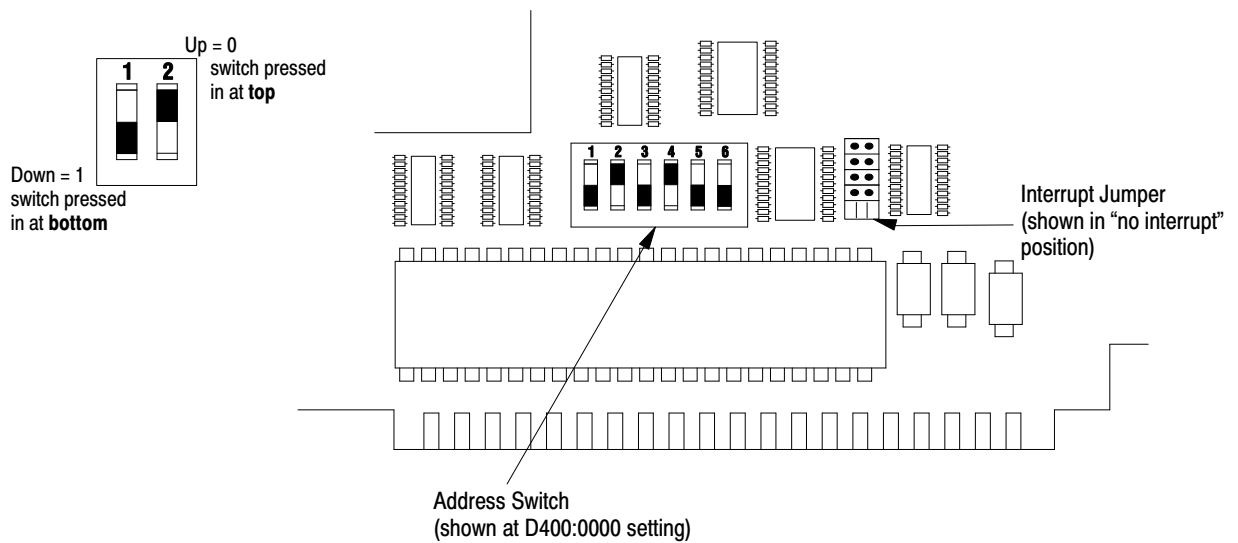 Up = 0
switch pressed
in at top
1 2
Down = 1
switch pressed
in at bottom
1 2 3 4 5 6
Interrupt Jumper
(shown in “no interrupt”
position)
Address Switch
(shown at D400:0000 setting)